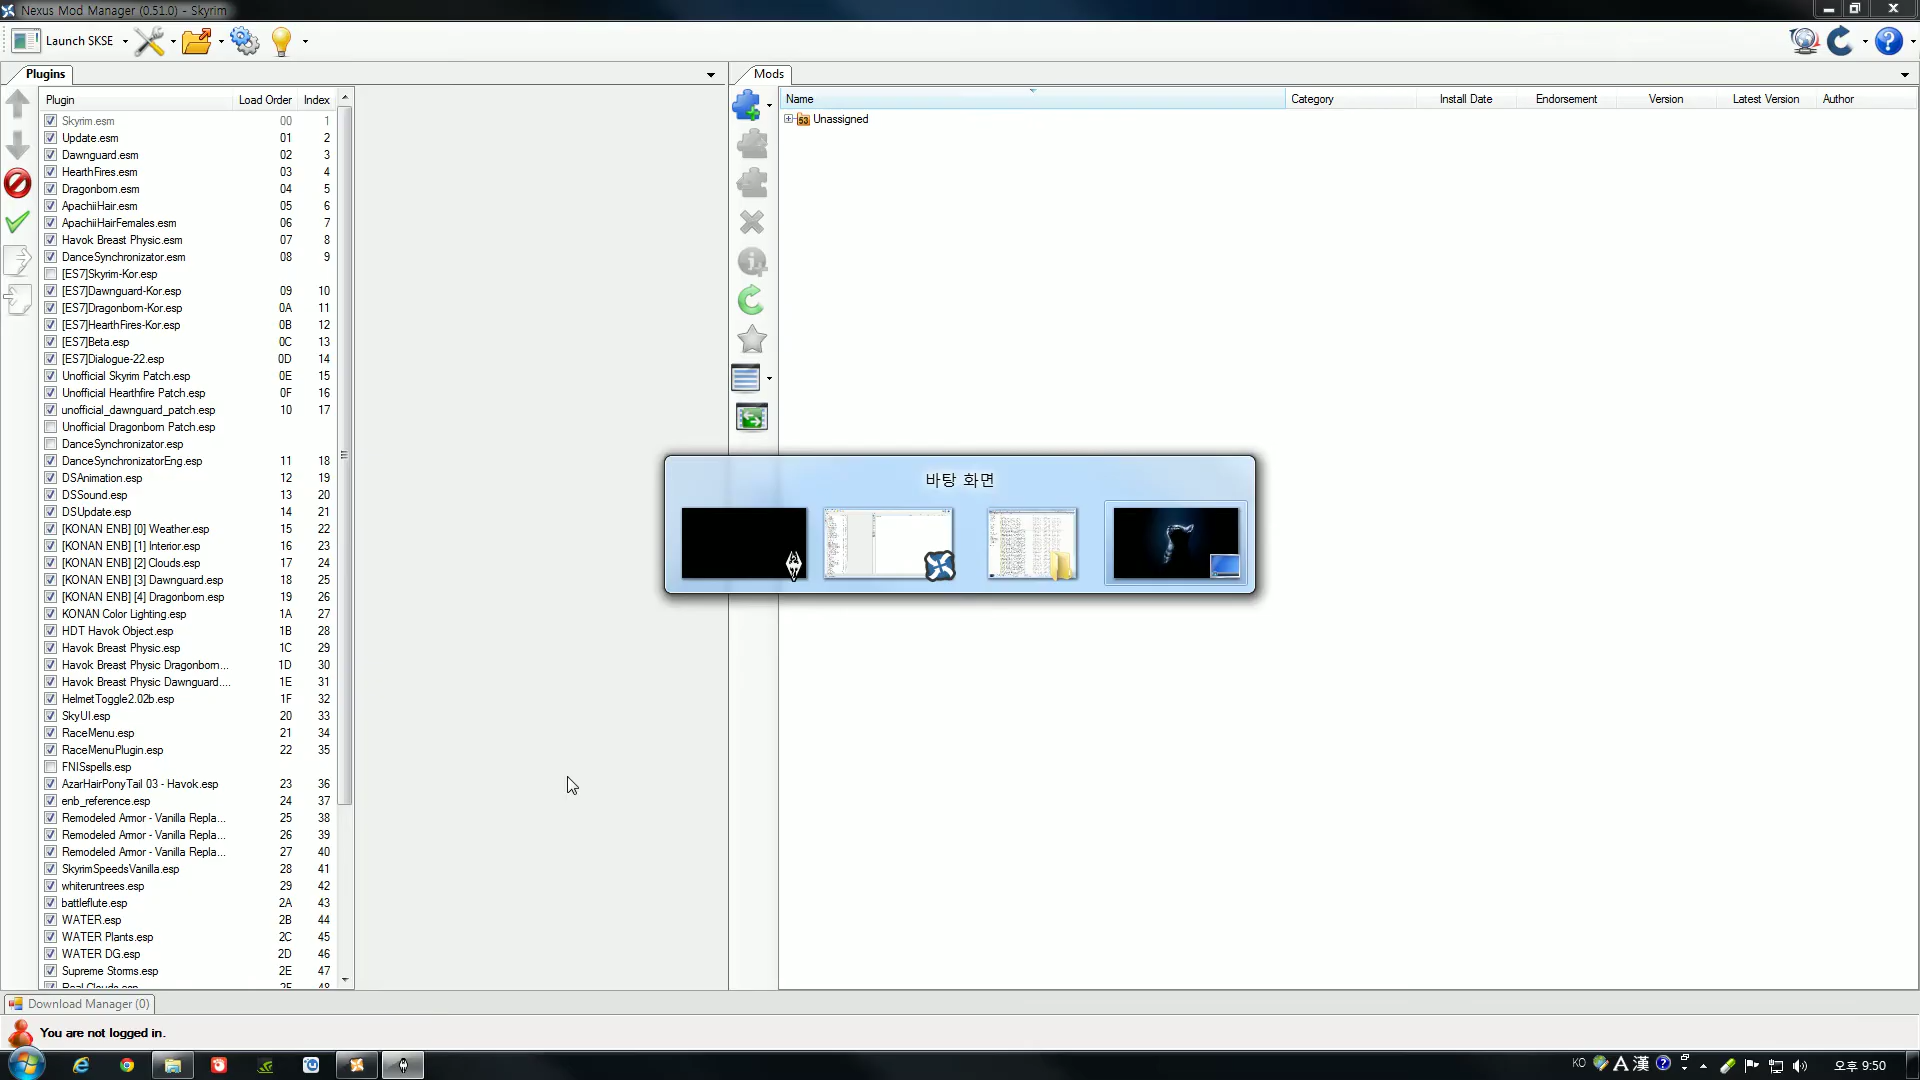 Nexus Mod Manager (0.51.0) - Skyrim
Launch SKSE
Plugins
Mods
Plugin Load Order Index
Skyrim.esm 00 1
Update.esm 01 2
Dawnguard.esm 02 3
HearthFires.esm 03 4
Dragonborn.esm 04 5
ApachiiHair.esm 05 6
ApachiiHairFemales.esm 06 7
Havok Breast Physic.esm 07 8
DanceSynchronizator.esm 08 9
[ES7]Skyrim-Kor.esp
[ES7]Dawnguard-Kor.esp 09 10
[ES7]Dragonborn-Kor.esp 0A 11
[ES7]HearthFires-Kor.esp 0B 12
[ES7]Beta.esp 0C 13
[ES7]Dialogue-22.esp 0D 14
Unofficial Skyrim Patch.esp 0E 15
Unofficial Hearthfire Patch.esp 0F 16
unofficial_dawnguard_patch.esp 10 17
Unofficial Dragonborn Patch.esp
DanceSynchronizator.esp
DanceSynchronizatorEng.esp 11 18
DSAnimation.esp 12 19
DSSound.esp 13 20
DSUpdate.esp 14 21
[KONAN ENB] [0] Weather.esp 15 22
[KONAN ENB] [1] Interior.esp 16 23
[KONAN ENB] [2] Clouds.esp 17 24
[KONAN ENB] [3] Dawnguard.esp 18 25
[KONAN ENB] [4] Dragonborn.esp 19 26
KONAN Color Lighting.esp 1A 27
HDT Havok Object.esp 1B 28
Havok Breast Physic.esp 1C 29
Havok Breast Physic Dragonborn... 1D 30
Havok Breast Physic Dawnguard.... 1E 31
HelmetToggle2.02b.esp 1F 32
SkyUI.esp 20 33
RaceMenu.esp 21 34
RaceMenuPlugin.esp 22 35
FNISspells.esp
AzarHairPonyTail 03 - Havok.esp 23 36
enb_reference.esp 24 37
Remodeled Armor - Vanilla Repla... 25 38
Remodeled Armor - Vanilla Repla... 26 39
Remodeled Armor - Vanilla Repla... 27 40
SkyrimSpeedsVanilla.esp 28 41
whiteruntrees.esp 29 42
battleflute.esp 2A 43
WATER.esp 2B 44
WATER Plants.esp 2C 45
WATER DG.esp 2D 46
Supreme Storms.esp 2E 47
Real Clouds.esp 2F 48
Name Category Install Date Endorsement Version Latest Version Author
53 Unassigned
바탕 화면
Download Manager (0)
You are not logged in.
KO A 漢 오후 9:50